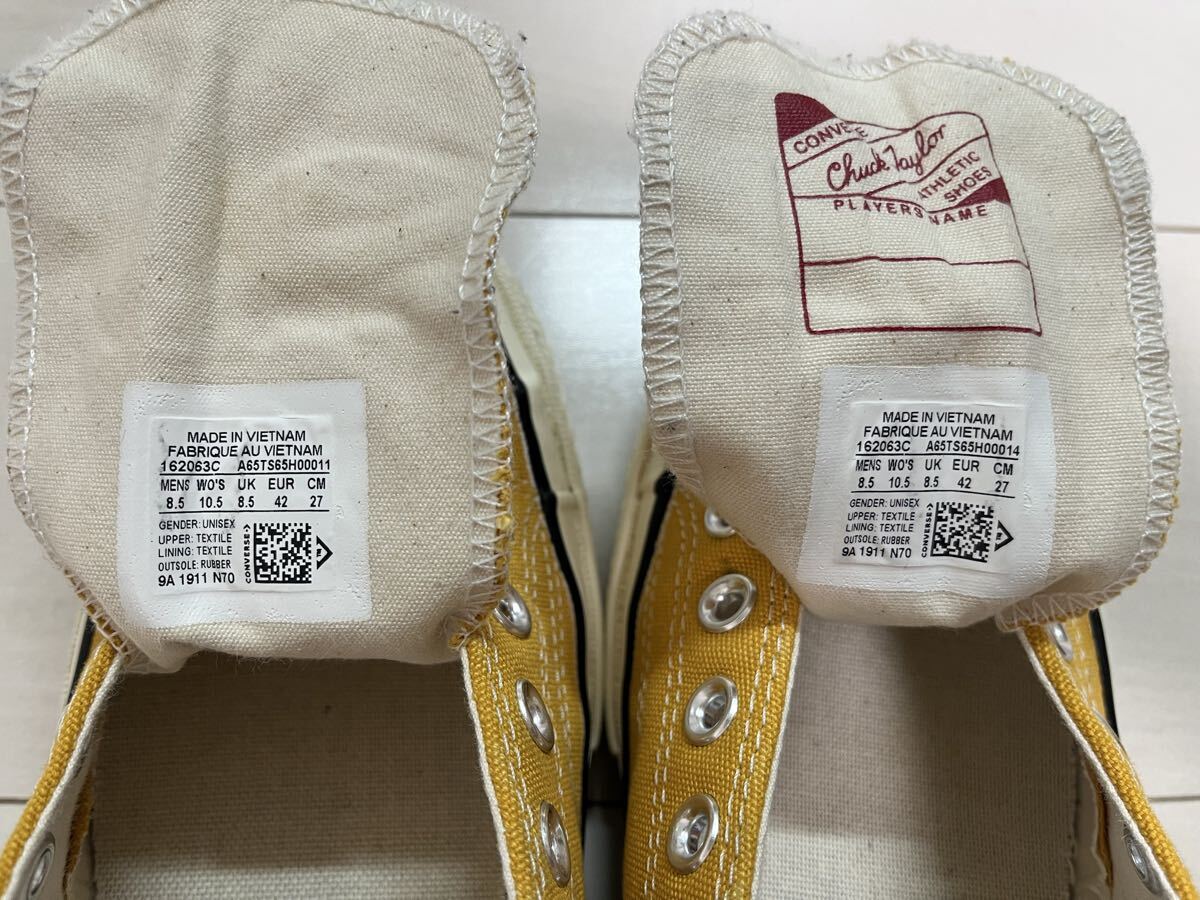 MADE IN VIETNAM
FABRIQUE AU VIETNAM
162063C A65TS65H00011
MENS WO'S UK EUR CM
8.5 10.5 8.5 42 27
GENDER: UNISEX
UPPER: TEXTILE
LINING: TEXTILE
OUTSOLE: RUBBER
9A 1911 N70
CONVERSE
CONVE E
Chuck Taylor
ATHLETIC
SHOES
PLAYERS NAME
MADE IN VIETNAM
FABRIQUE AU VIETNAM
162063C A65TS65H00014
MENS WO'S UK EUR CM
8.5 10.5 8.5 42 27
GENDER: UNISEX
UPPER: TEXTILE
LINING: TEXTILE
OUTSOLE: RUBBER
9A 1911 N70
CONVERSE